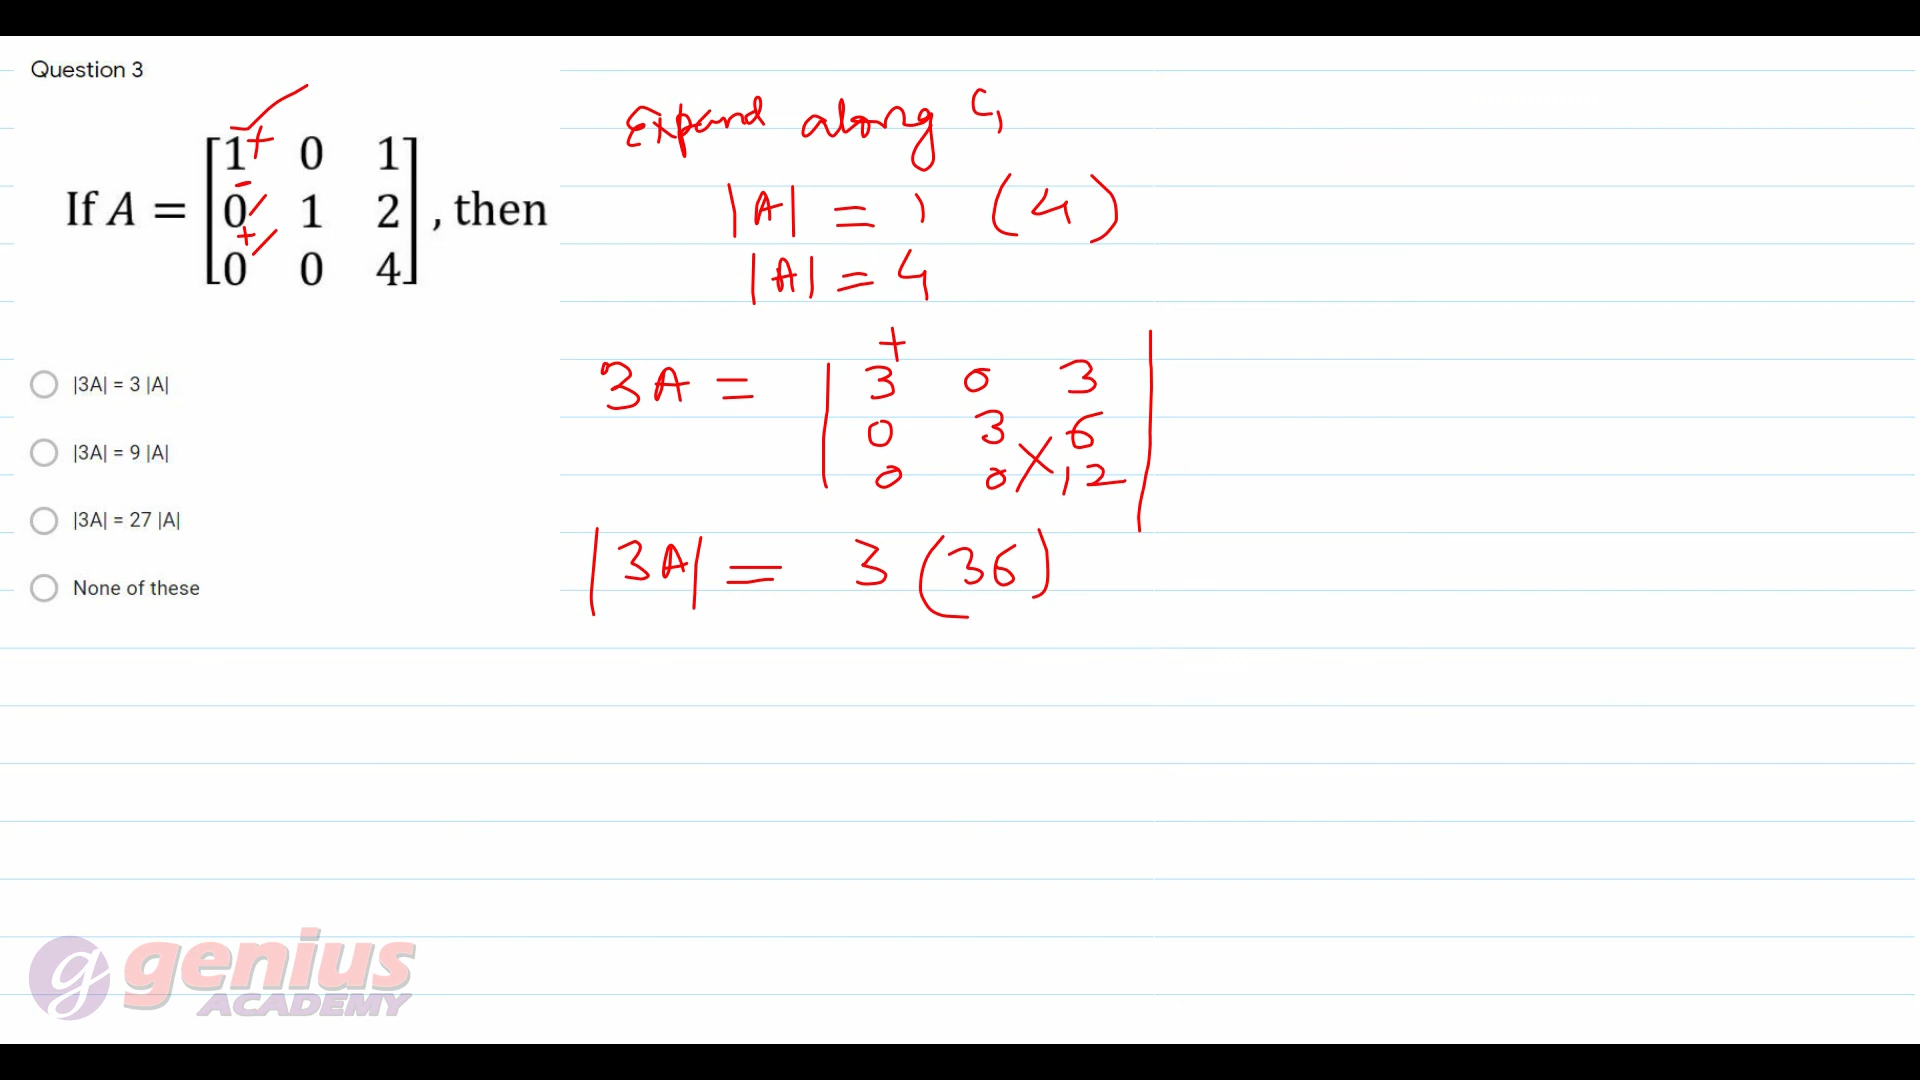 Question 3
If A = [1 0 1
0 1 2
0 0 4] , then
|3A| = 3 |A|
|3A| = 9 |A|
|3A| = 27 |A|
None of these
Expand along C₁
|A| = 1 (4)
|A| = 4
3A = | 3 0 3
0 3 6
0 0 12 |
|3A| = 3 (36)
genius
ACADEMY